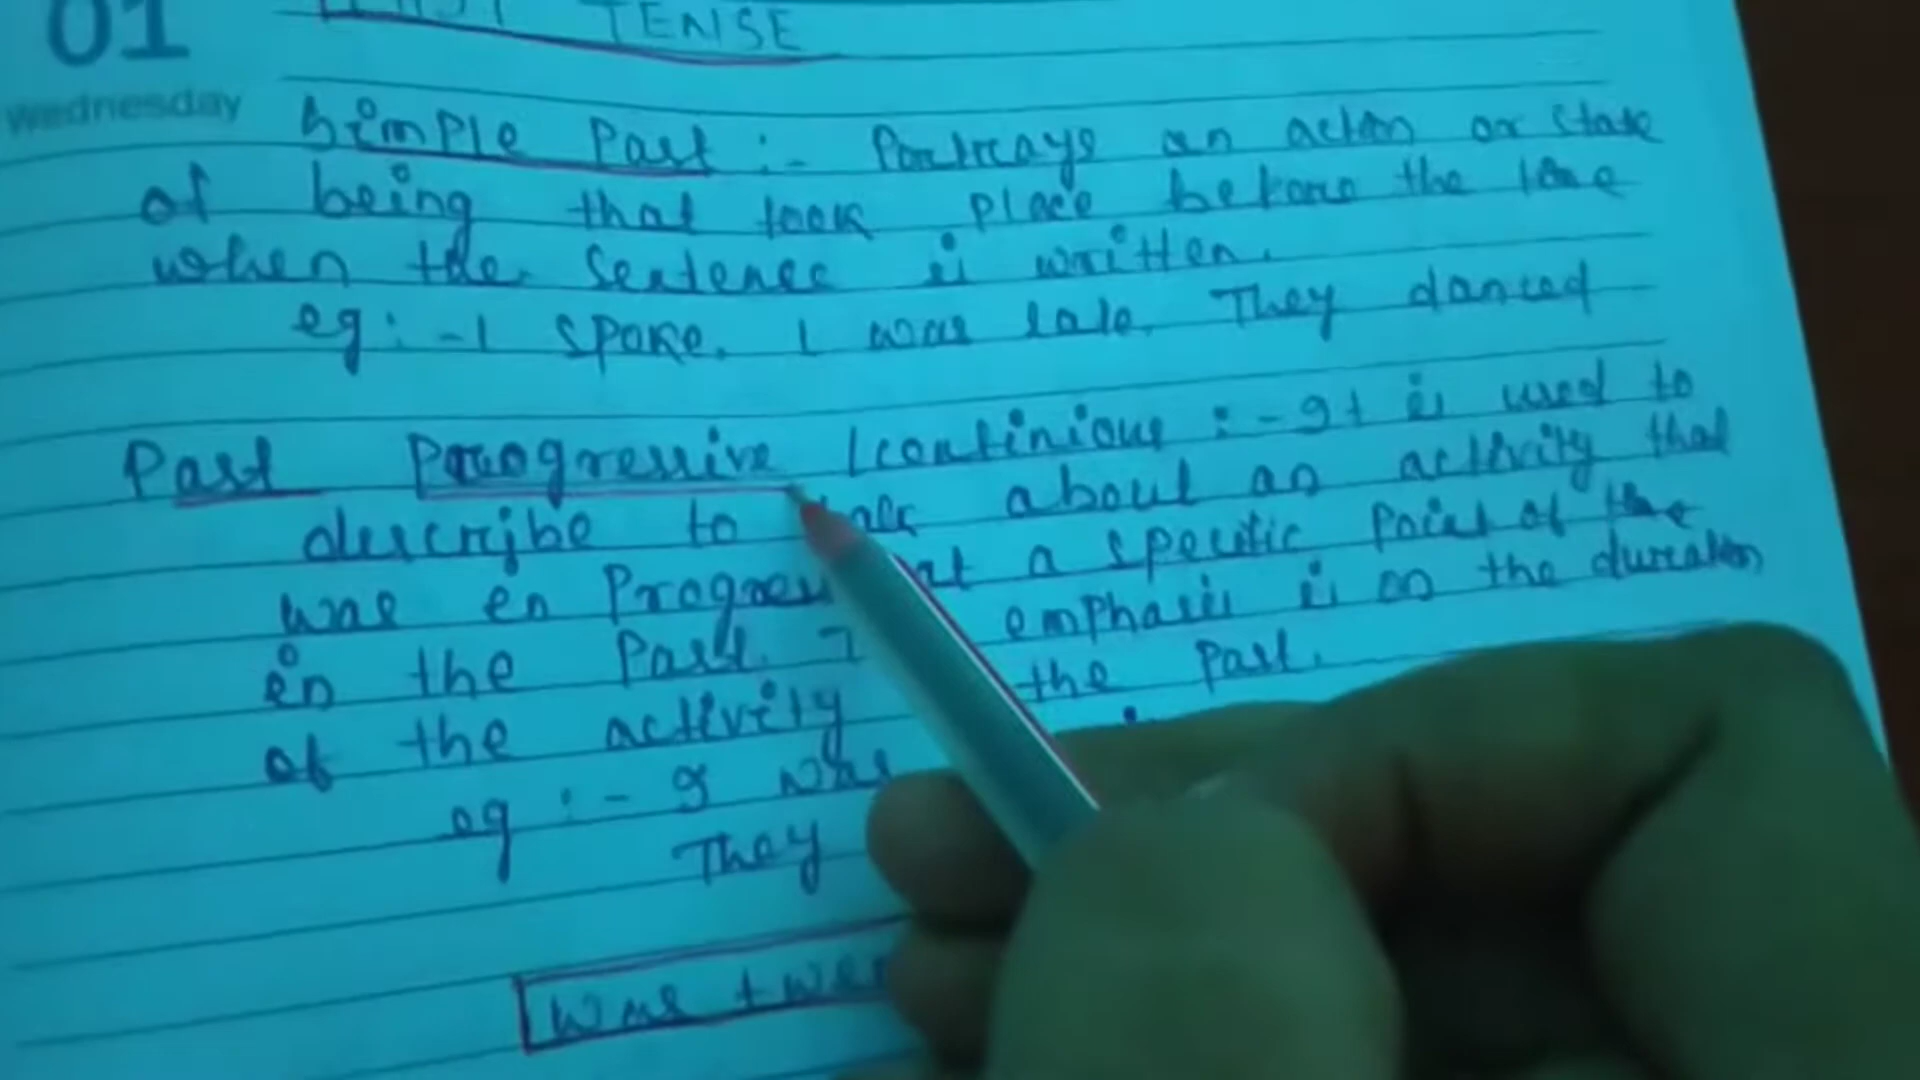 01
TENSE
wednesday
Simple Past :- Portrays an action or state
of being that took place before the time
when the sentence is written.
eg :- I spoke. I was late. They danced
Past Progressive /continious :- It is used to
describe to about an activity that
was in Progress at a specific point of time
in the Past. emphasis is on the duration
of the activity the past.
eg :- I was
They
was +